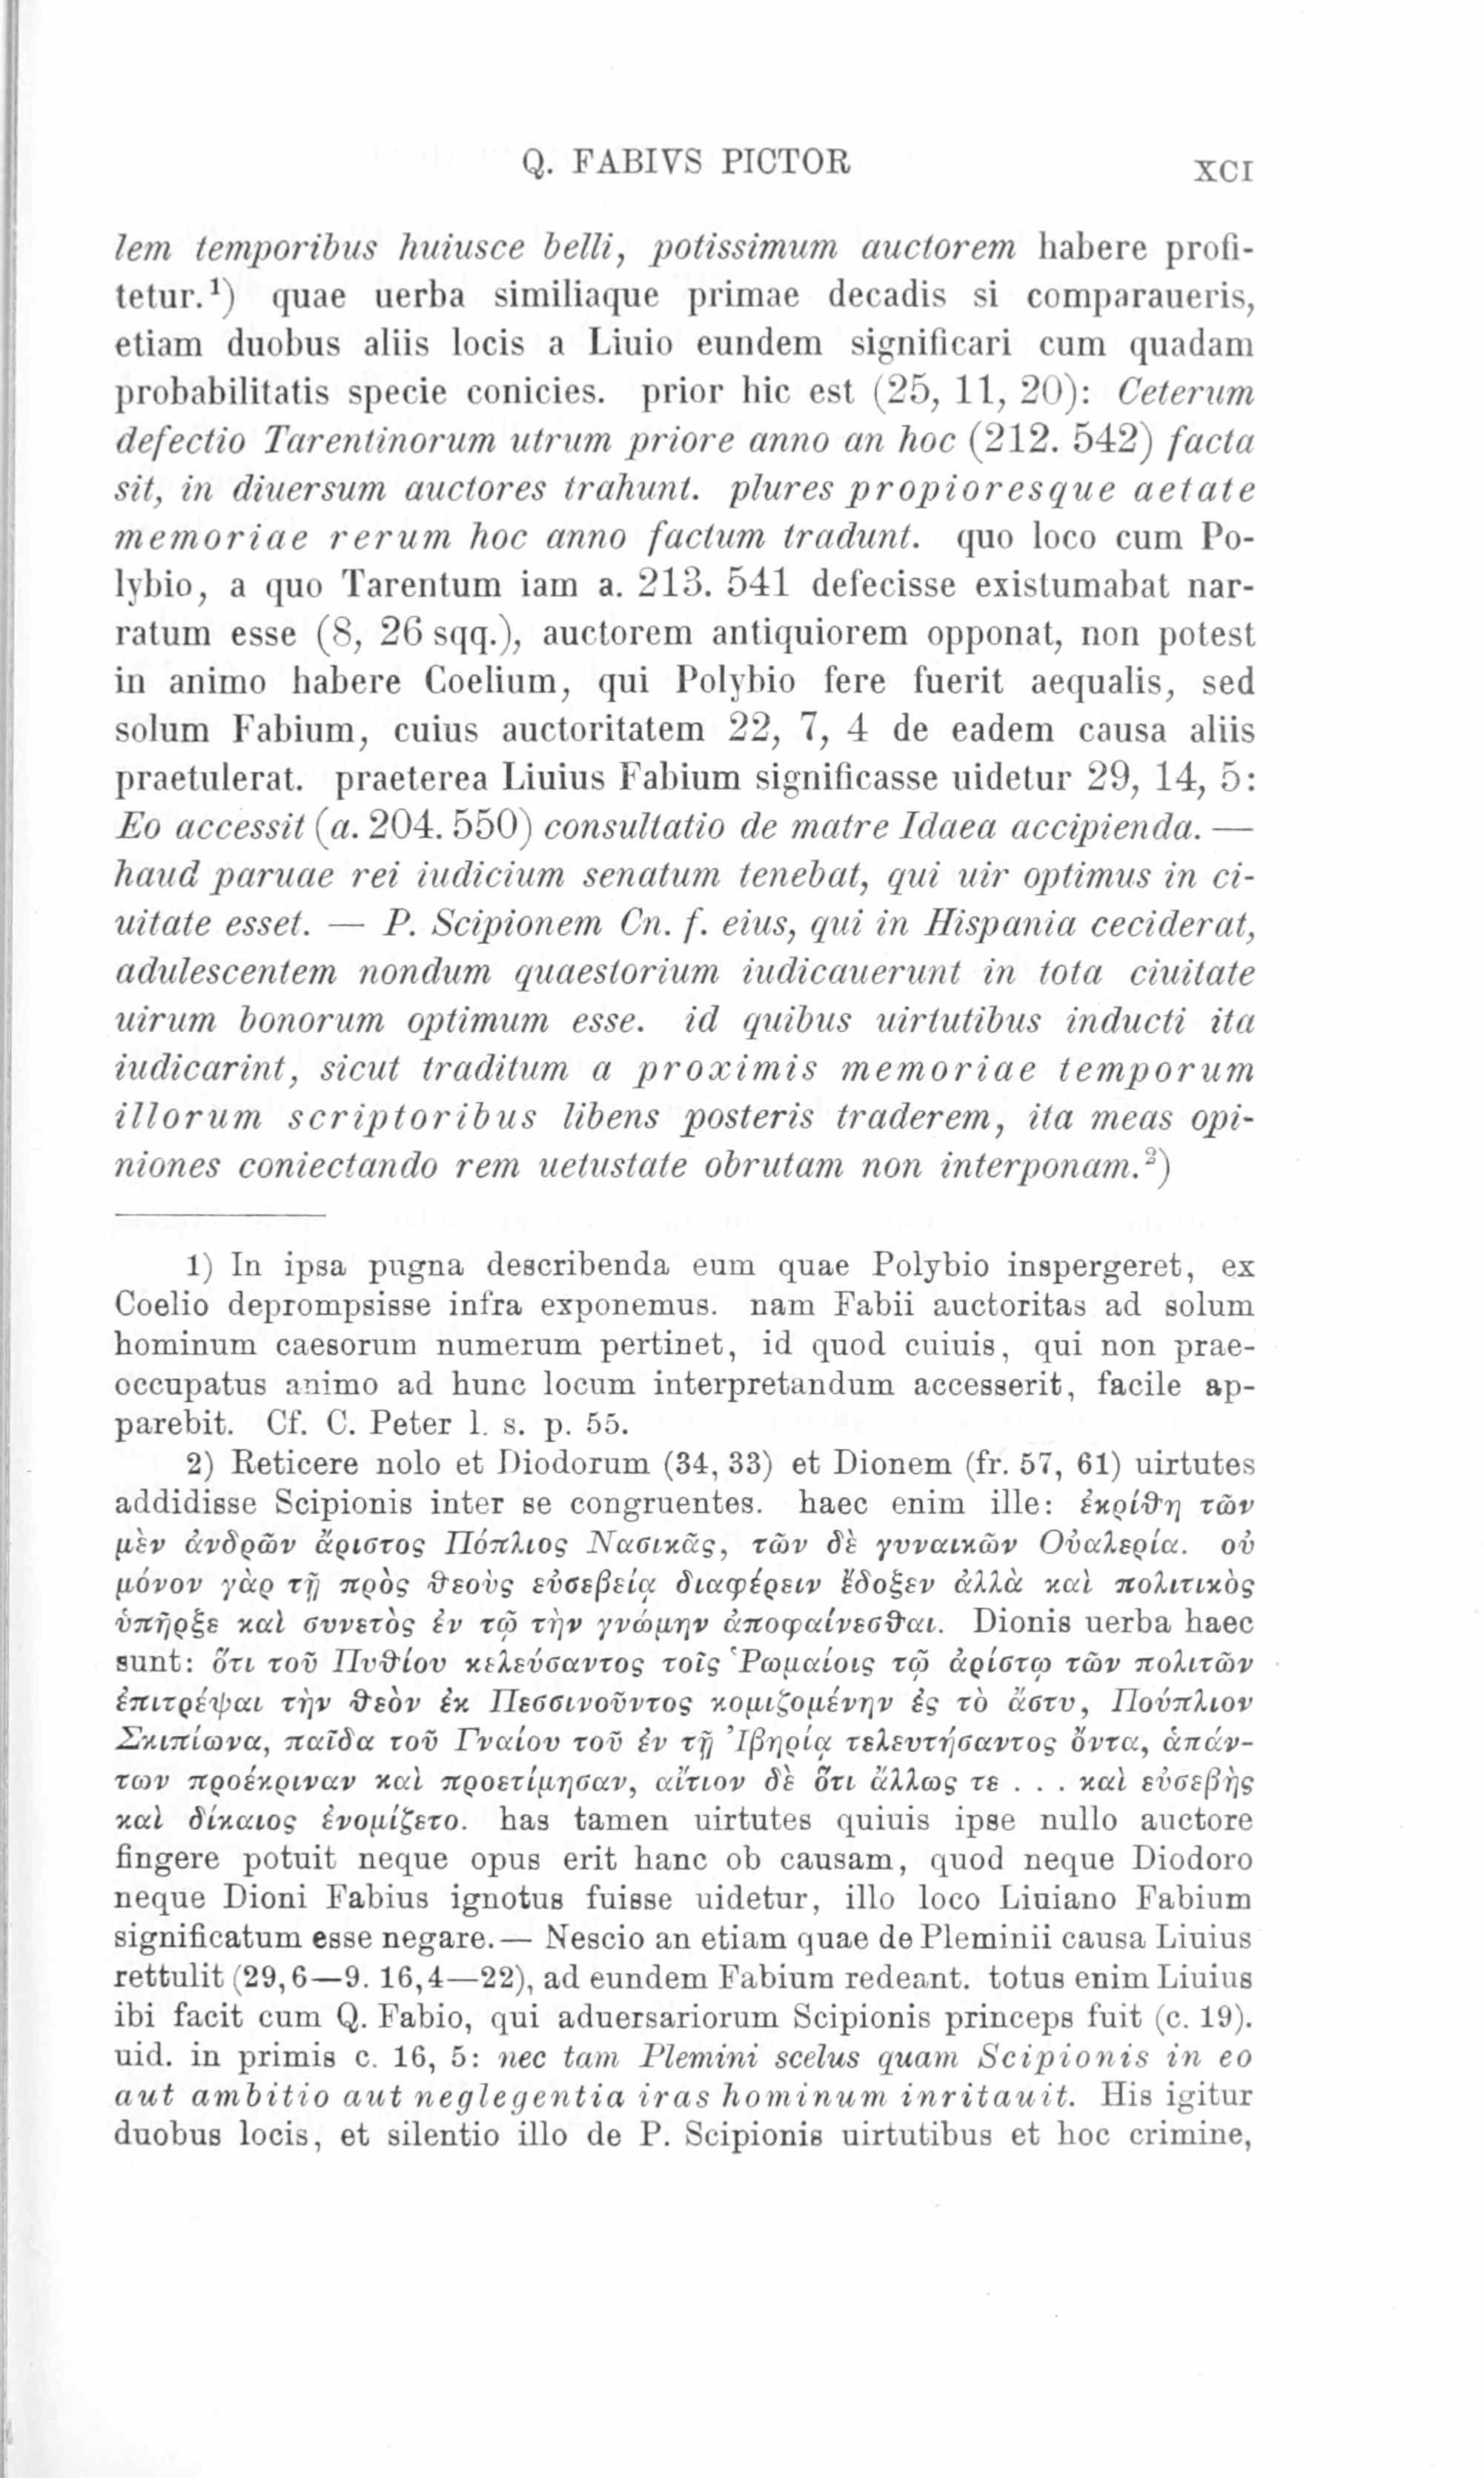 Q. FABIVS PICTOR XCI
lem temporibus huiusce belli, potissimum auctorem habere profi-
tetur.¹) quae uerba similiaque primae decadis si comparaueris,
etiam duobus aliis locis a Liuio eundem significari cum quadam
probabilitatis specie conicies. prior hic est (25, 11, 20): Ceterum
defectio Tarentinorum utrum priore anno an hoc (212. 542) facta
sit, in diuersum auctores trahunt. plures propioresque aetate
memoriae rerum hoc anno factum tradunt. quo loco cum Po-
lybio, a quo Tarentum iam a. 213. 541 defecisse existumabat nar-
ratum esse (8, 26 sqq.), auctorem antiquiorem opponat, non potest
in animo habere Coelium, qui Polybio fere fuerit aequalis, sed
solum Fabium, cuius auctoritatem 22, 7, 4 de eadem causa aliis
praetulerat. praeterea Liuius Fabium significasse uidetur 29, 14, 5:
Eo accessit (a. 204. 550) consultatio de matre Idaea accipienda. —
haud paruae rei iudicium senatum tenebat, qui uir optimus in ci-
uitate esset. — P. Scipionem Cn. f. eius, qui in Hispania ceciderat,
adulescentem nondum quaestorium iudicauerunt in tota ciuitate
uirum bonorum optimum esse. id quibus uirtutibus inducti ita
iudicarint, sicut traditum a proximis memoriae temporum
illorum scriptoribus libens posteris traderem, ita meas opi-
niones coniectando rem uetustate obrutam non interponam.²)
1) In ipsa pugna describenda eum quae Polybio inspergeret, ex
Coelio deprompsisse infra exponemus. nam Fabii auctoritas ad solum
hominum caesorum numerum pertinet, id quod cuiuis, qui non prae-
occupatus animo ad hunc locum interpretandum accesserit, facile ap-
parebit. Cf. C. Peter l. s. p. 55.
2) Reticere nolo et Diodorum (34, 33) et Dionem (fr. 57, 61) uirtutes
addidisse Scipionis inter se congruentes. haec enim ille: ἐκρίθη τῶν
μὲν ἀνδρῶν ἄριστος Πόπλιος Νασικᾶς, τῶν δὲ γυναικῶν Οὐαλερία. οὐ
μόνον γὰρ τῇ πρὸς θεοὺς εὐσεβείᾳ διαφέρειν ἔδοξεν ἀλλὰ καὶ πολιτικὸς
ὑπῆρξε καὶ συνετὸς ἐν τῷ τὴν γνώμην ἀποφαίνεσθαι. Dionis uerba haec
sunt: ὅτι τοῦ Πυθίου κελεύσαντος τοῖς Ῥωμαίοις τῷ ἀρίστῳ τῶν πολιτῶν
ἐπιτρέψαι τὴν θεὸν ἐκ Πεσσινοῦντος κομιζομένην ἐς τὸ ἄστυ, Πούπλιον
Σκιπίωνα, παῖδα τοῦ Γναίου τοῦ ἐν τῇ Ἰβηρίᾳ τελευτήσαντος ὄντα, ἁπάν-
των προέκριναν καὶ προετίμησαν, αἴτιον δὲ ὅτι ἄλλως τε . . . καὶ εὐσεβὴς
καὶ δίκαιος ἐνομίζετο. has tamen uirtutes quiuis ipse nullo auctore
fingere potuit neque opus erit hanc ob causam, quod neque Diodoro
neque Dioni Fabius ignotus fuisse uidetur, illo loco Liuiano Fabium
significatum esse negare.— Nescio an etiam quae de Pleminii causa Liuius
rettulit (29,6—9. 16,4—22), ad eundem Fabium redeant. totus enim Liuius
ibi facit cum Q. Fabio, qui aduersariorum Scipionis princeps fuit (c. 19).
uid. in primis c. 16, 5: nec tam Plemini scelus quam Scipionis in eo
aut ambitio aut neglegentia iras hominum inritauit. His igitur
duobus locis, et silentio illo de P. Scipionis uirtutibus et hoc crimine,